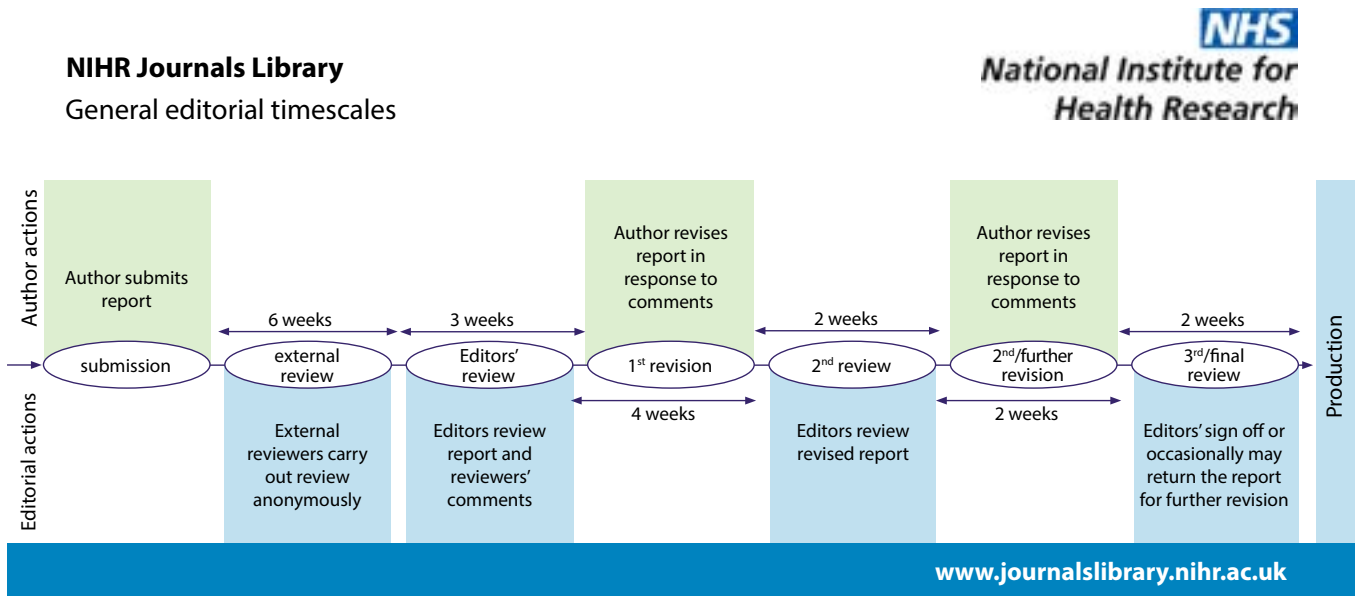 NHS
National Institute for
Health Research
NIHR Journals Library
General editorial timescales
Author actions
Author submits
report
Author revises
report in
response to
comments
Author revises
report in
response to
comments
6 weeks
3 weeks
2 weeks
2 weeks
submission
external
review
Editors’
review
1st revision
2nd review
2nd/further
revision
3rd/final
review
Production
4 weeks
2 weeks
Editorial actions
External
reviewers carry
out review
anonymously
Editors review
report and
reviewers’
comments
Editors review
revised report
Editors’ sign off or
occasionally may
return the report
for further revision
www.journalslibrary.nihr.ac.uk